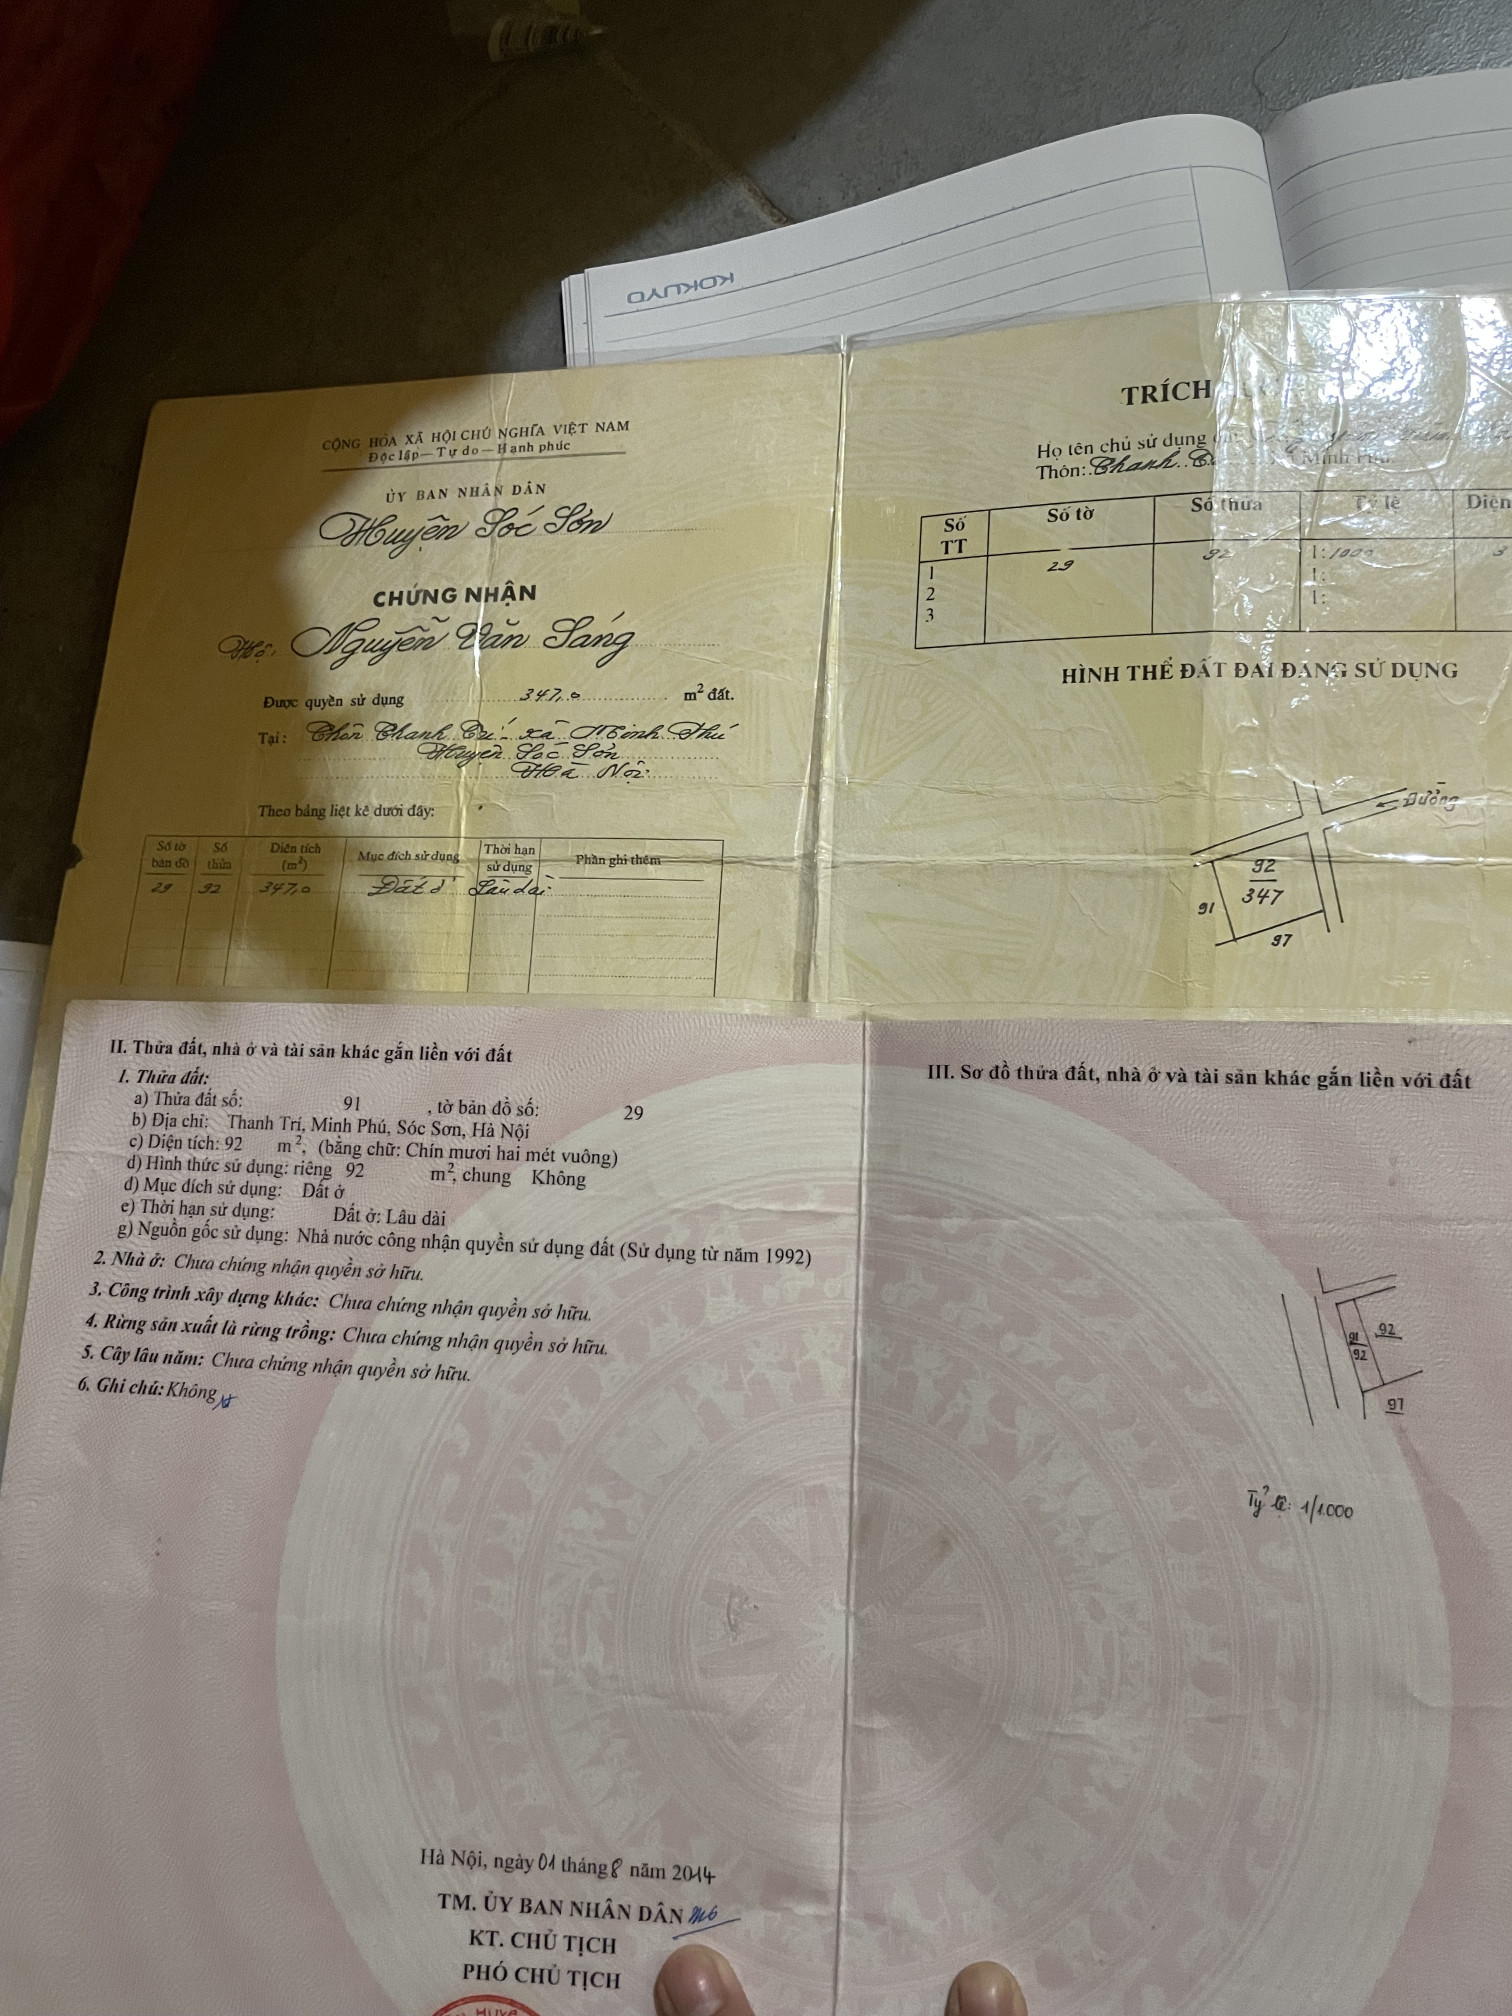 KOKUYO
CỘNG HÒA XÃ HỘI CHỦ NGHĨA VIỆT NAM
Độc lập — Tự do — Hạnh phúc
ỦY BAN NHÂN DÂN
Huyện Sóc Sơn
CHỨNG NHẬN
Hộ: Nguyễn Văn Sáng
Được quyền sử dụng 347,0 m² đất.
Tại: Thôn Thanh Trí - xã Minh Phú
Huyện Sóc Sơn
Hà Nội
Theo bảng liệt kê dưới đây:
Số tờ bản đồ Số thửa Diện tích (m²) Mục đích sử dụng Thời hạn sử dụng Phần ghi thêm
29 92 347,0 Đất ở Lâu dài
TRÍCH
Họ tên chủ sử dụng
Thôn: Thanh Minh Phú
Số TT Số tờ Số thửa Tỷ lệ Diện
1 29 92 1:1000 3
2 1:
3 1:
HÌNH THỂ ĐẤT ĐAI ĐANG SỬ DỤNG
Đường
92
347
91
97
II. Thửa đất, nhà ở và tài sản khác gắn liền với đất
1. Thửa đất:
a) Thửa đất số: 91 , tờ bản đồ số: 29
b) Địa chỉ: Thanh Trí, Minh Phú, Sóc Sơn, Hà Nội
c) Diện tích: 92 m², (bằng chữ: Chín mươi hai mét vuông)
d) Hình thức sử dụng: riêng 92 m², chung Không
đ) Mục đích sử dụng: Đất ở
e) Thời hạn sử dụng: Đất ở: Lâu dài
g) Nguồn gốc sử dụng: Nhà nước công nhận quyền sử dụng đất (Sử dụng từ năm 1992)
2. Nhà ở: Chưa chứng nhận quyền sở hữu.
3. Công trình xây dựng khác: Chưa chứng nhận quyền sở hữu.
4. Rừng sản xuất là rừng trồng: Chưa chứng nhận quyền sở hữu.
5. Cây lâu năm: Chưa chứng nhận quyền sở hữu.
6. Ghi chú: Không
Hà Nội, ngày 01 tháng 8 năm 2014
TM. ỦY BAN NHÂN DÂN
KT. CHỦ TỊCH
PHÓ CHỦ TỊCH
III. Sơ đồ thửa đất, nhà ở và tài sản khác gắn liền với đất
91
92
92
97
Tỷ lệ: 1/1.000